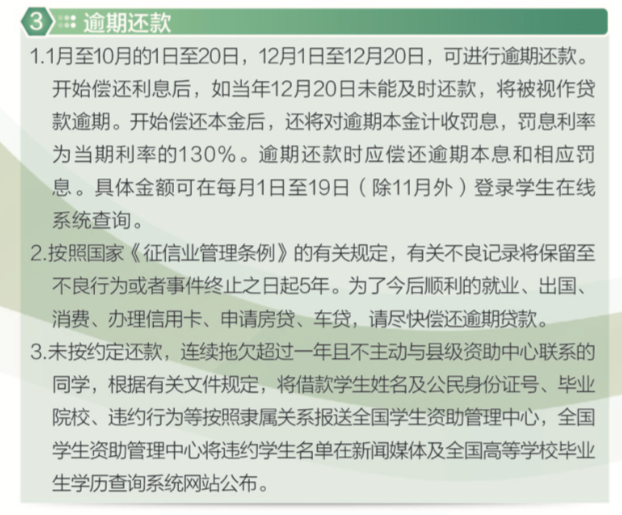 3 逾期还款
1.1月至10月的1日至20日，12月1日至12月20日，可进行逾期还款。
开始偿还利息后，如当年12月20日未能及时还款，将被视作贷
款逾期。开始偿还本金后，还将对逾期本金计收罚息，罚息利率
为当期利率的130%。逾期还款时应偿还逾期本息和相应罚
息。具体金额可在每月1日至19日（除11月外）登录学生在线
系统查询。
2.按照国家《征信业管理条例》的有关规定，有关不良记录将保留至
不良行为或者事件终止之日起5年。为了今后顺利的就业、出国、
消费、办理信用卡、申请房贷、车贷，请尽快偿还逾期贷款。
3.未按约定还款，连续拖欠超过一年且不主动与县级资助中心联系的
同学，根据有关文件规定，将借款学生姓名及公民身份证号、毕业
院校、违约行为等按照隶属关系报送全国学生资助管理中心，全国
学生资助管理中心将违约学生名单在新闻媒体及全国高等学校毕业
生学历查询系统网站公布。